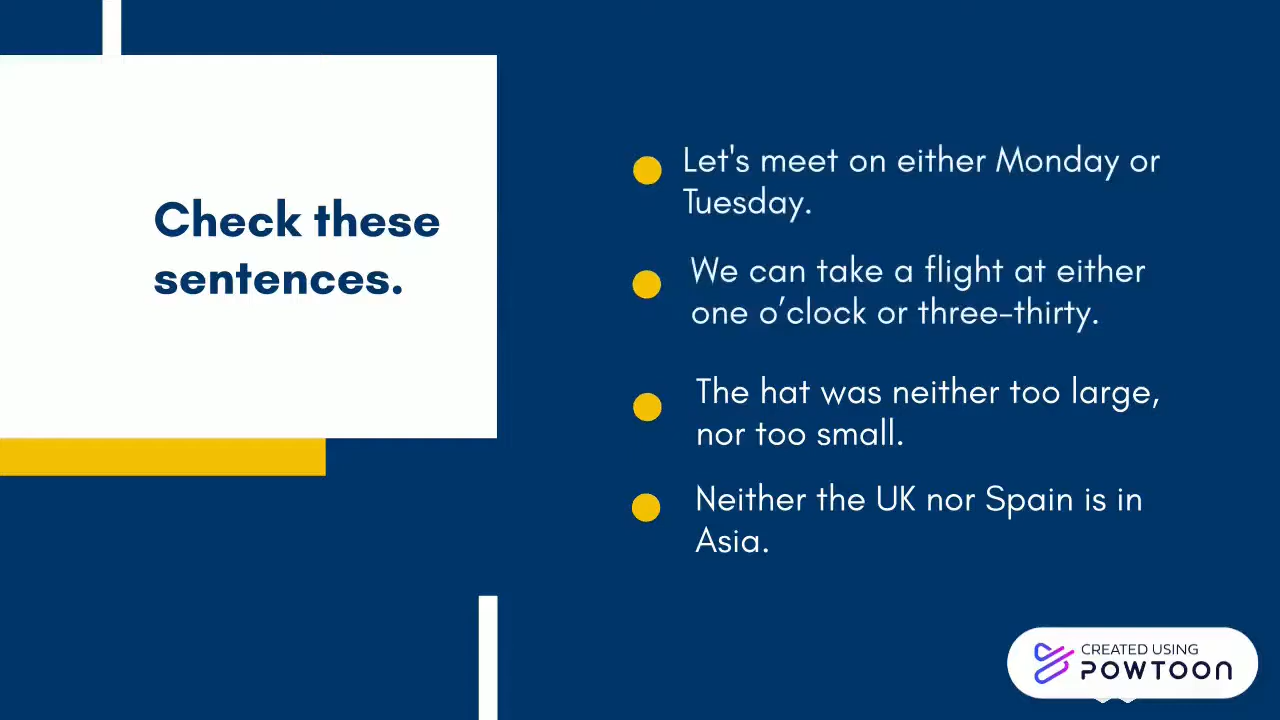 Check these
sentences.
Let's meet on either Monday or
Tuesday.
We can take a flight at either
one o’clock or three-thirty.
The hat was neither too large,
nor too small.
Neither the UK nor Spain is in
Asia.
CREATED USING
POWTOON